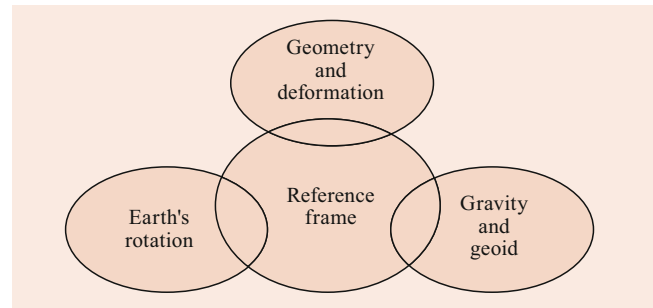 Geometry
and
deformation
Reference
frame
Earth's
rotation
Gravity
and
geoid